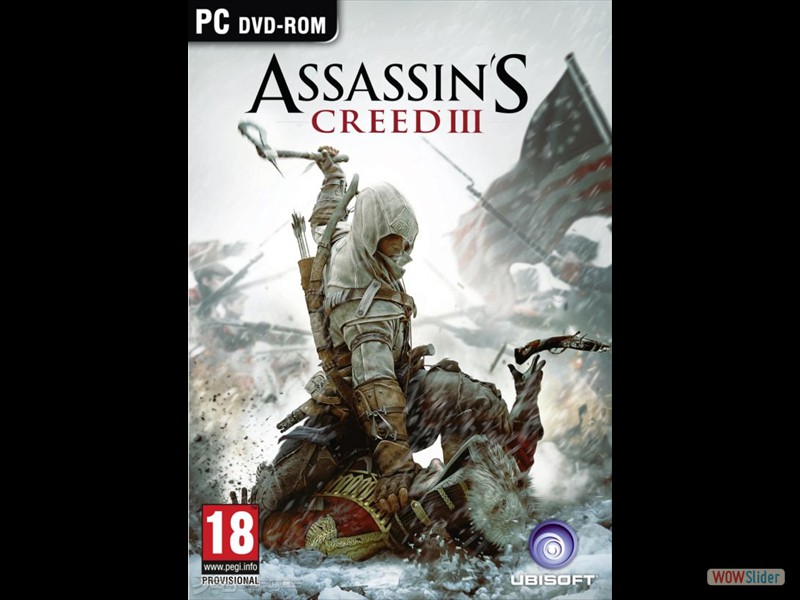 PC DVD-ROM
ASSASSIN'S
CREED III
18
www.pegi.info
PROVISIONAL
UBISOFT
WOWSlider